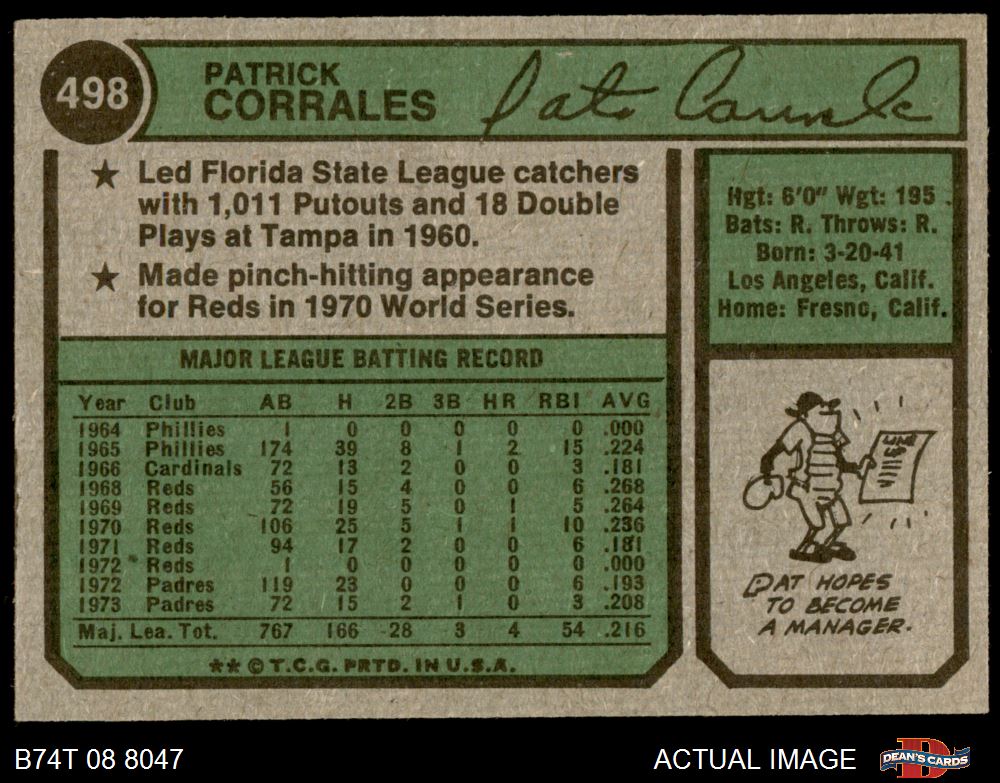 498
PATRICK
CORRALES
Pat Corrales
★ Led Florida State League catchers
with 1,011 Putouts and 18 Double
Plays at Tampa in 1960.
★ Made pinch-hitting appearance
for Reds in 1970 World Series.
Hgt: 6'0" Wgt: 195
Bats: R. Throws: R.
Born: 3-20-41
Los Angeles, Calif.
Home: Fresno, Calif.
MAJOR LEAGUE BATTING RECORD
Year Club AB H 2B 3B HR RBI AVG
1964 Phillies 1 0 0 0 0 0 .000
1965 Phillies 174 39 8 1 2 15 .224
1966 Cardinals 72 13 2 0 0 3 .181
1968 Reds 56 15 4 0 0 6 .268
1969 Reds 72 19 5 0 1 5 .264
1970 Reds 106 25 5 1 1 10 .236
1971 Reds 94 17 2 0 0 6 .181
1972 Reds 1 0 0 0 0 0 .000
1972 Padres 119 23 0 0 0 6 .193
1973 Padres 72 15 2 1 0 3 .208
Maj. Lea. Tot. 767 166 28 3 4 54 .216
★★ © T.C.G. PRTD. IN U.S.A.
LINE
UP
PAT HOPES
TO BECOME
A MANAGER.
B74T 08 8047
ACTUAL IMAGE
DEAN'S CARDS